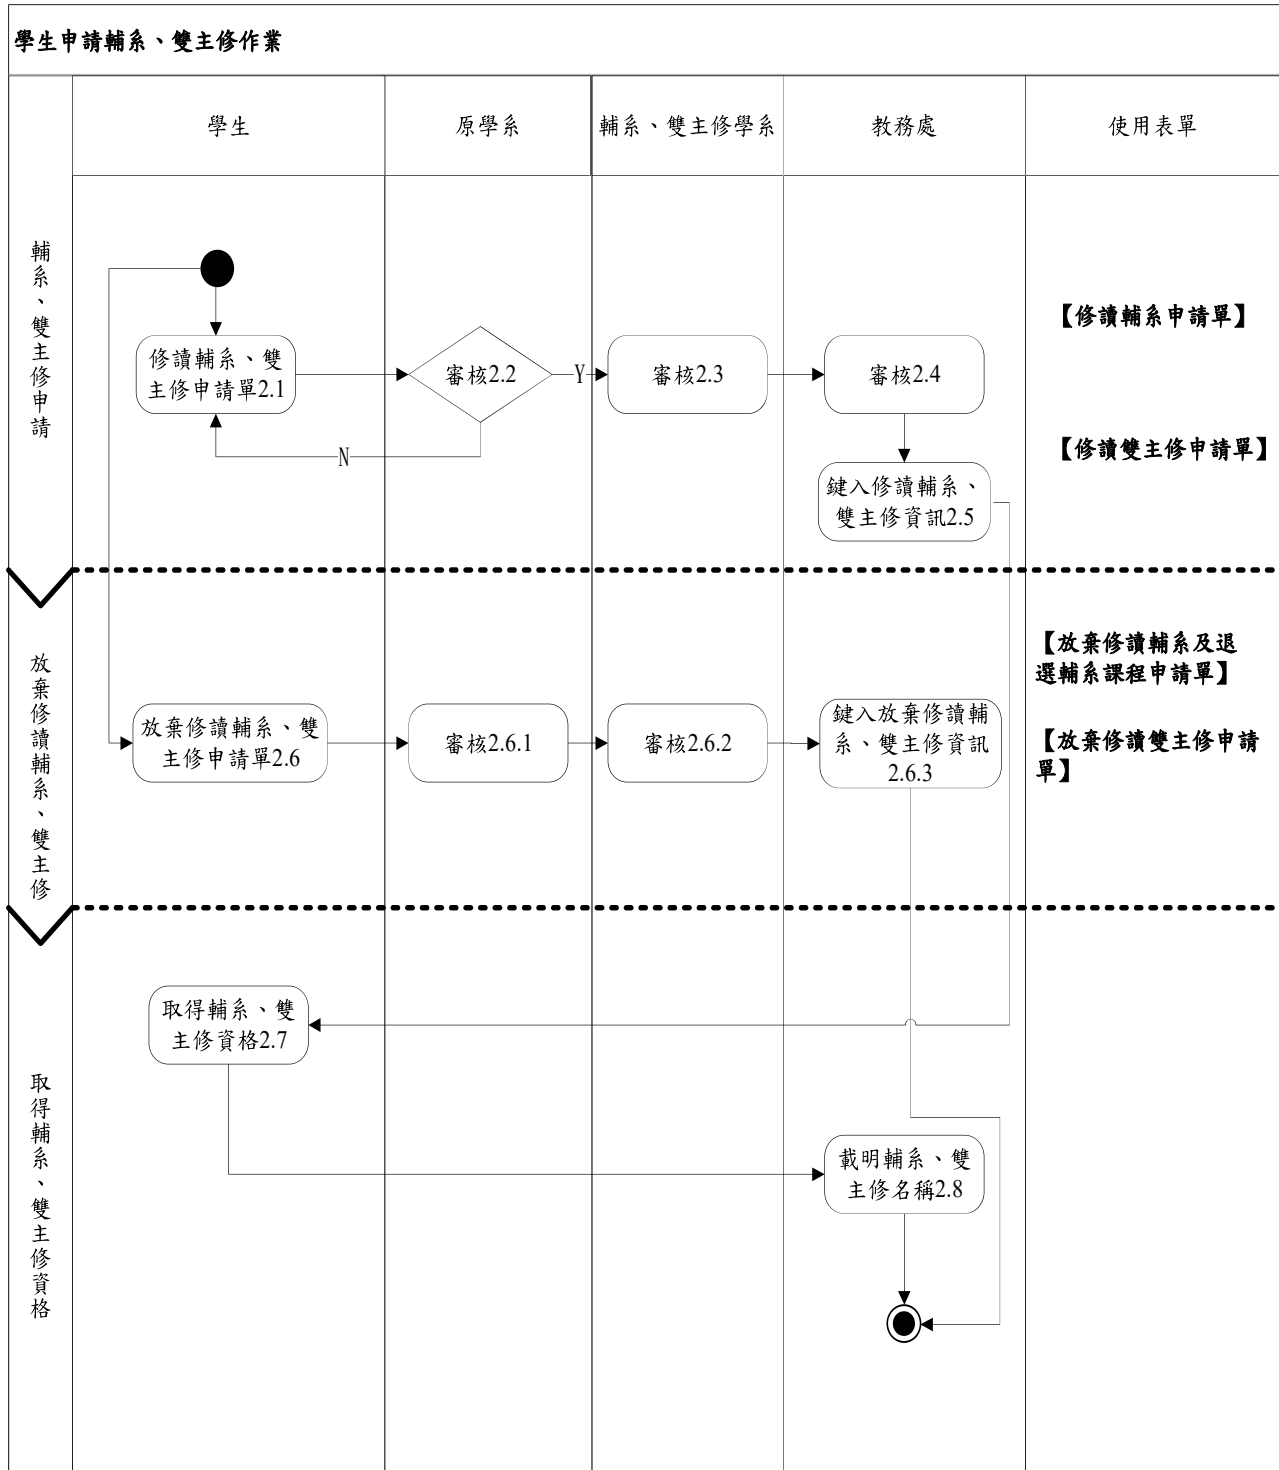 學生申請輔系、雙主修作業
學生
原學系
輔系、雙主修學系
教務處
使用表單
輔系、雙主修申請
修讀輔系、雙
主修申請單2.1
審核2.2
Y
審核2.3
審核2.4
N
鍵入修讀輔系、
雙主修資訊2.5
【修讀輔系申請單】
【修讀雙主修申請單】
放棄修讀輔系、雙主修
放棄修讀輔系、雙
主修申請單2.6
審核2.6.1
審核2.6.2
鍵入放棄修讀輔
系、雙主修資訊
2.6.3
【放棄修讀輔系及退
選輔系課程申請單】
【放棄修讀雙主修申請
單】
取得輔系、雙主修資格
取得輔系、雙
主修資格2.7
載明輔系、雙
主修名稱2.8